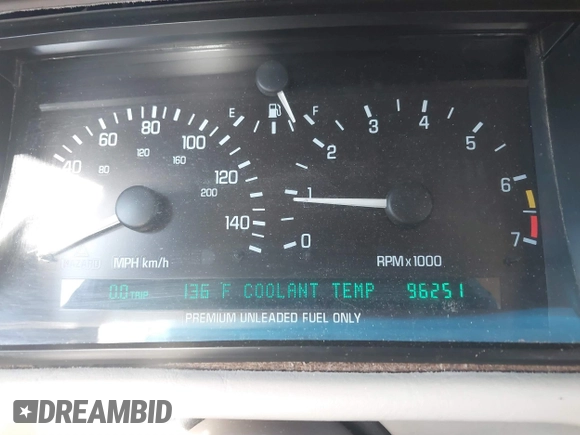 E F
40 60 80 100 120 140
80 120 160 200
MPH km/h
0 1 2 3 4 5 6 7
RPM x 1000
0.0 TRIP 136 F COOLANT TEMP 96251
PREMIUM UNLEADED FUEL ONLY
DREAMBID